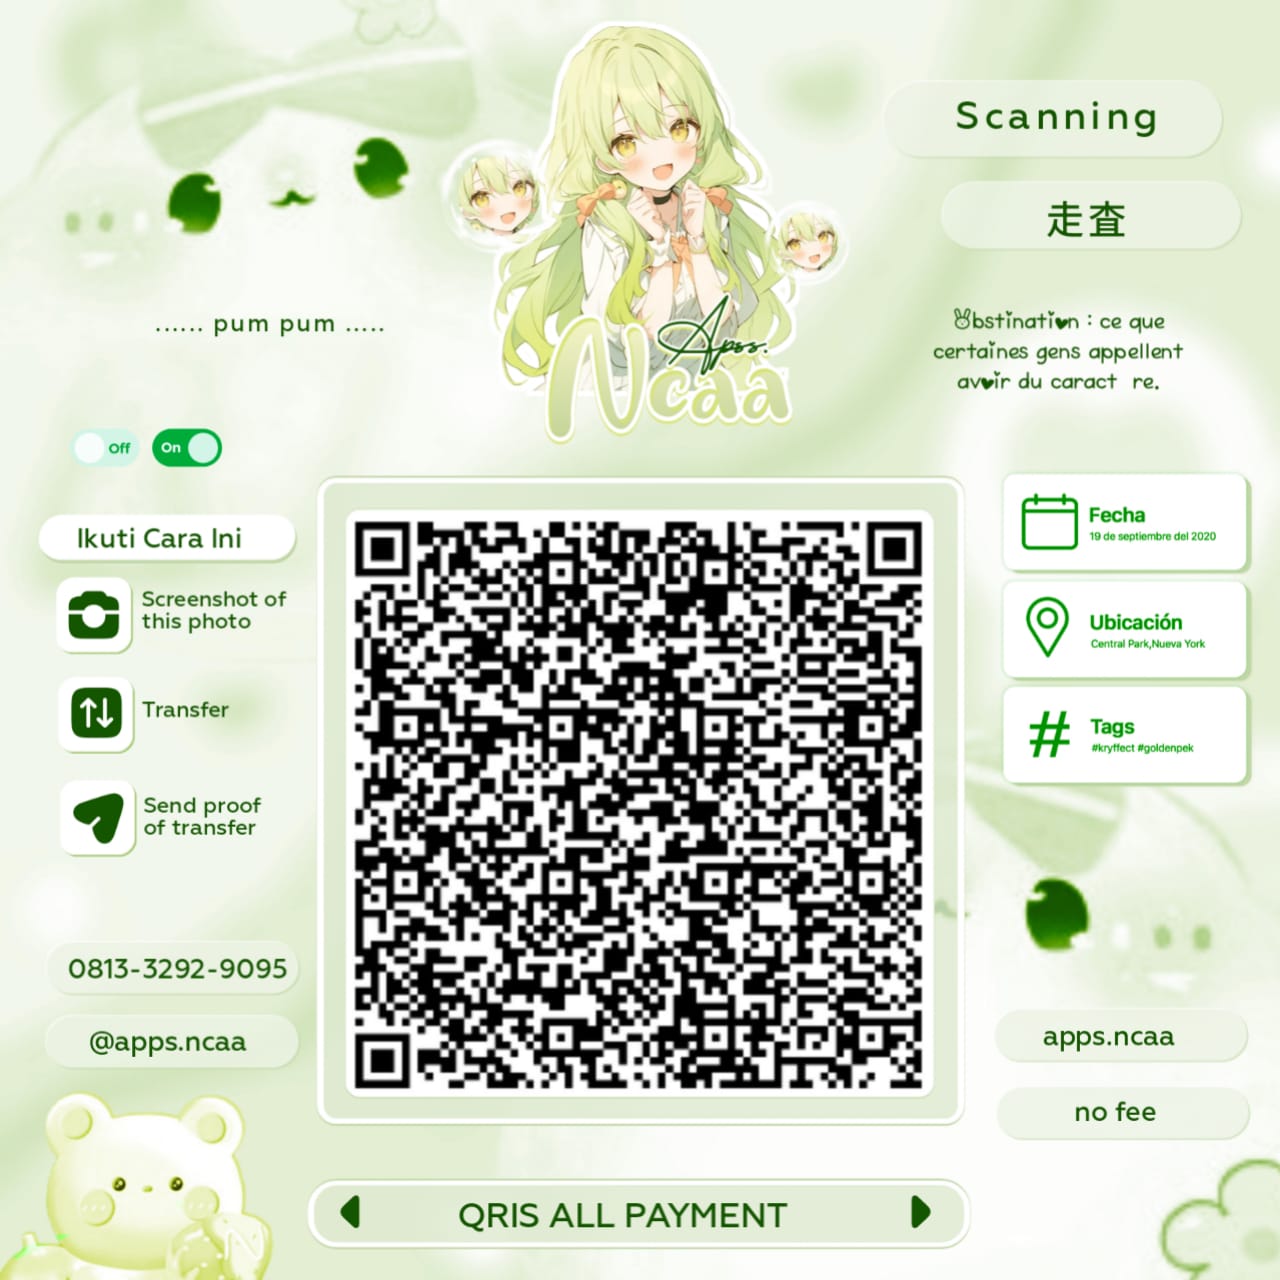 Scanning
走査
...... pum pum .....
Apss.
Ncaa
Obstination : ce que
certaines gens appellent
avoir du caract re.
Off
On
Ikuti Cara Ini
Screenshot of
this photo
Transfer
Send proof
of transfer
0813-3292-9095
@apps.ncaa
Fecha
19 de septiembre del 2020
Ubicación
Central Park,Nueva York
Tags
#kryffect #goldenpek
apps.ncaa
no fee
QRIS ALL PAYMENT